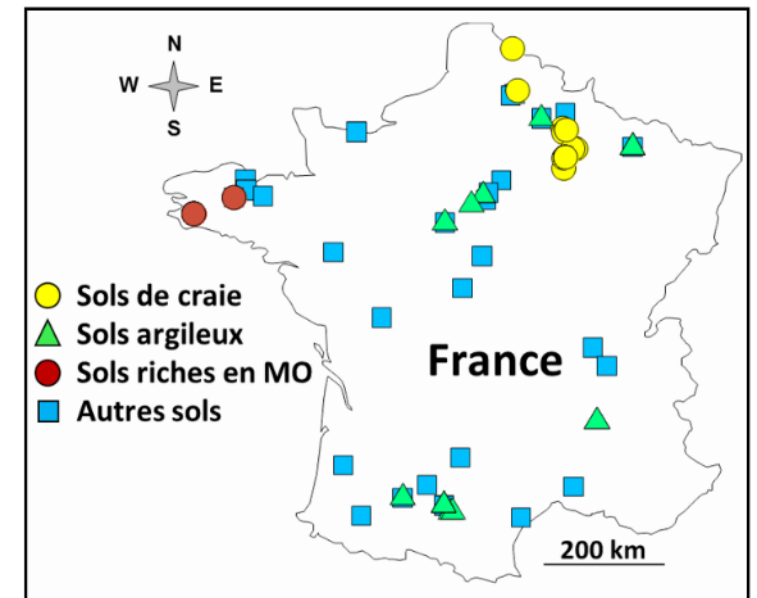 N
W E
S
Sols de craie
Sols argileux
Sols riches en MO
Autres sols
France
200 km